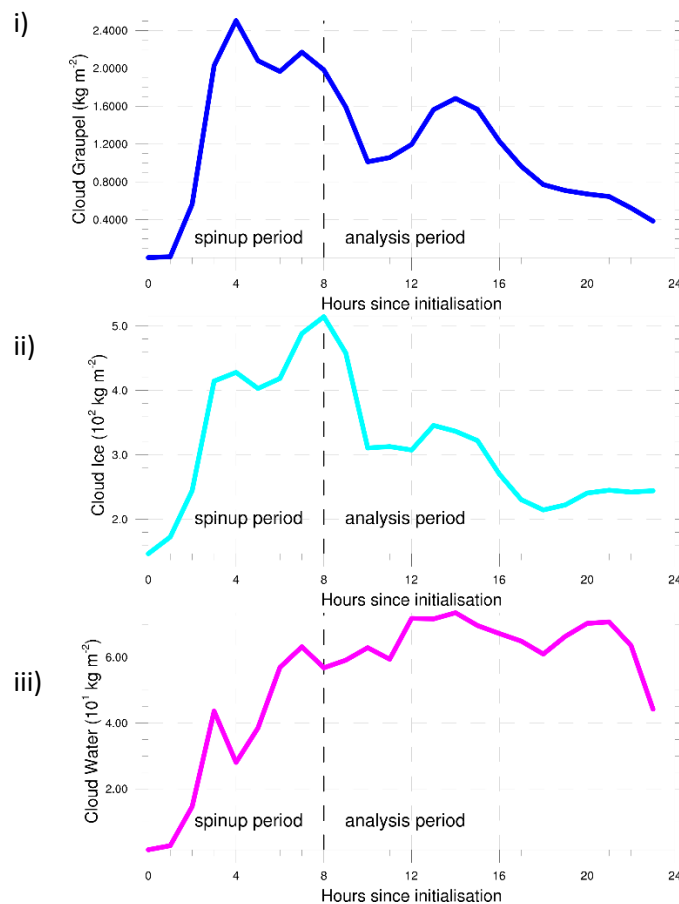 i)
Cloud Graupel (kg m⁻²)
2.4000
2.0000
1.6000
1.2000
0.8000
0.4000
spinup period
analysis period
0 4 8 12 16 20 24
Hours since initialisation
ii)
Cloud Ice (10² kg m⁻²)
5.0
4.0
3.0
2.0
spinup period
analysis period
0 4 8 12 16 20 24
Hours since initialisation
iii)
Cloud Water (10¹ kg m⁻²)
6.00
4.00
2.00
spinup period
analysis period
0 4 8 12 16 20 24
Hours since initialisation